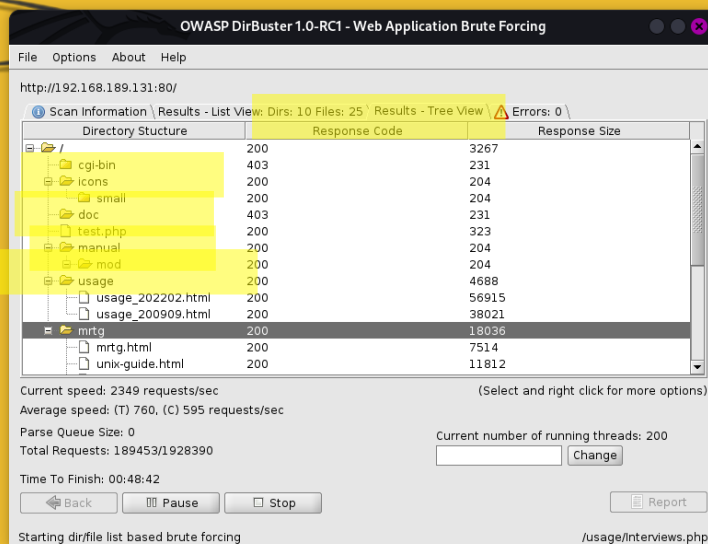 OWASP DirBuster 1.0-RC1 - Web Application Brute Forcing
File Options About Help
http://192.168.189.131:80/
Scan Information Results - List View: Dirs: 10 Files: 25 Results - Tree View Errors: 0
Directory Stucture Response Code Response Size
/ 200 3267
cgi-bin 403 231
icons 200 204
small 200 204
doc 403 231
test.php 200 323
manual 200 204
mod 200 204
usage 200 4688
usage_202202.html 200 56915
usage_200909.html 200 38021
mrtg 200 18036
mrtg.html 200 7514
unix-guide.html 200 11812
Current speed: 2349 requests/sec (Select and right click for more options)
Average speed: (T) 760, (C) 595 requests/sec
Parse Queue Size: 0
Current number of running threads: 200
Total Requests: 189453/1928390
Change
Time To Finish: 00:48:42
Back Pause Stop Report
Starting dir/file list based brute forcing /usage/Interviews.php